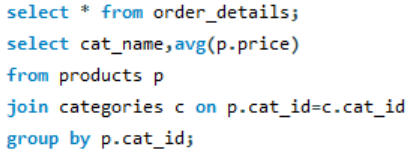 select * from order_details;
select cat_name,avg(p.price)
from products p
join categories c on p.cat_id=c.cat_id
group by p.cat_id;